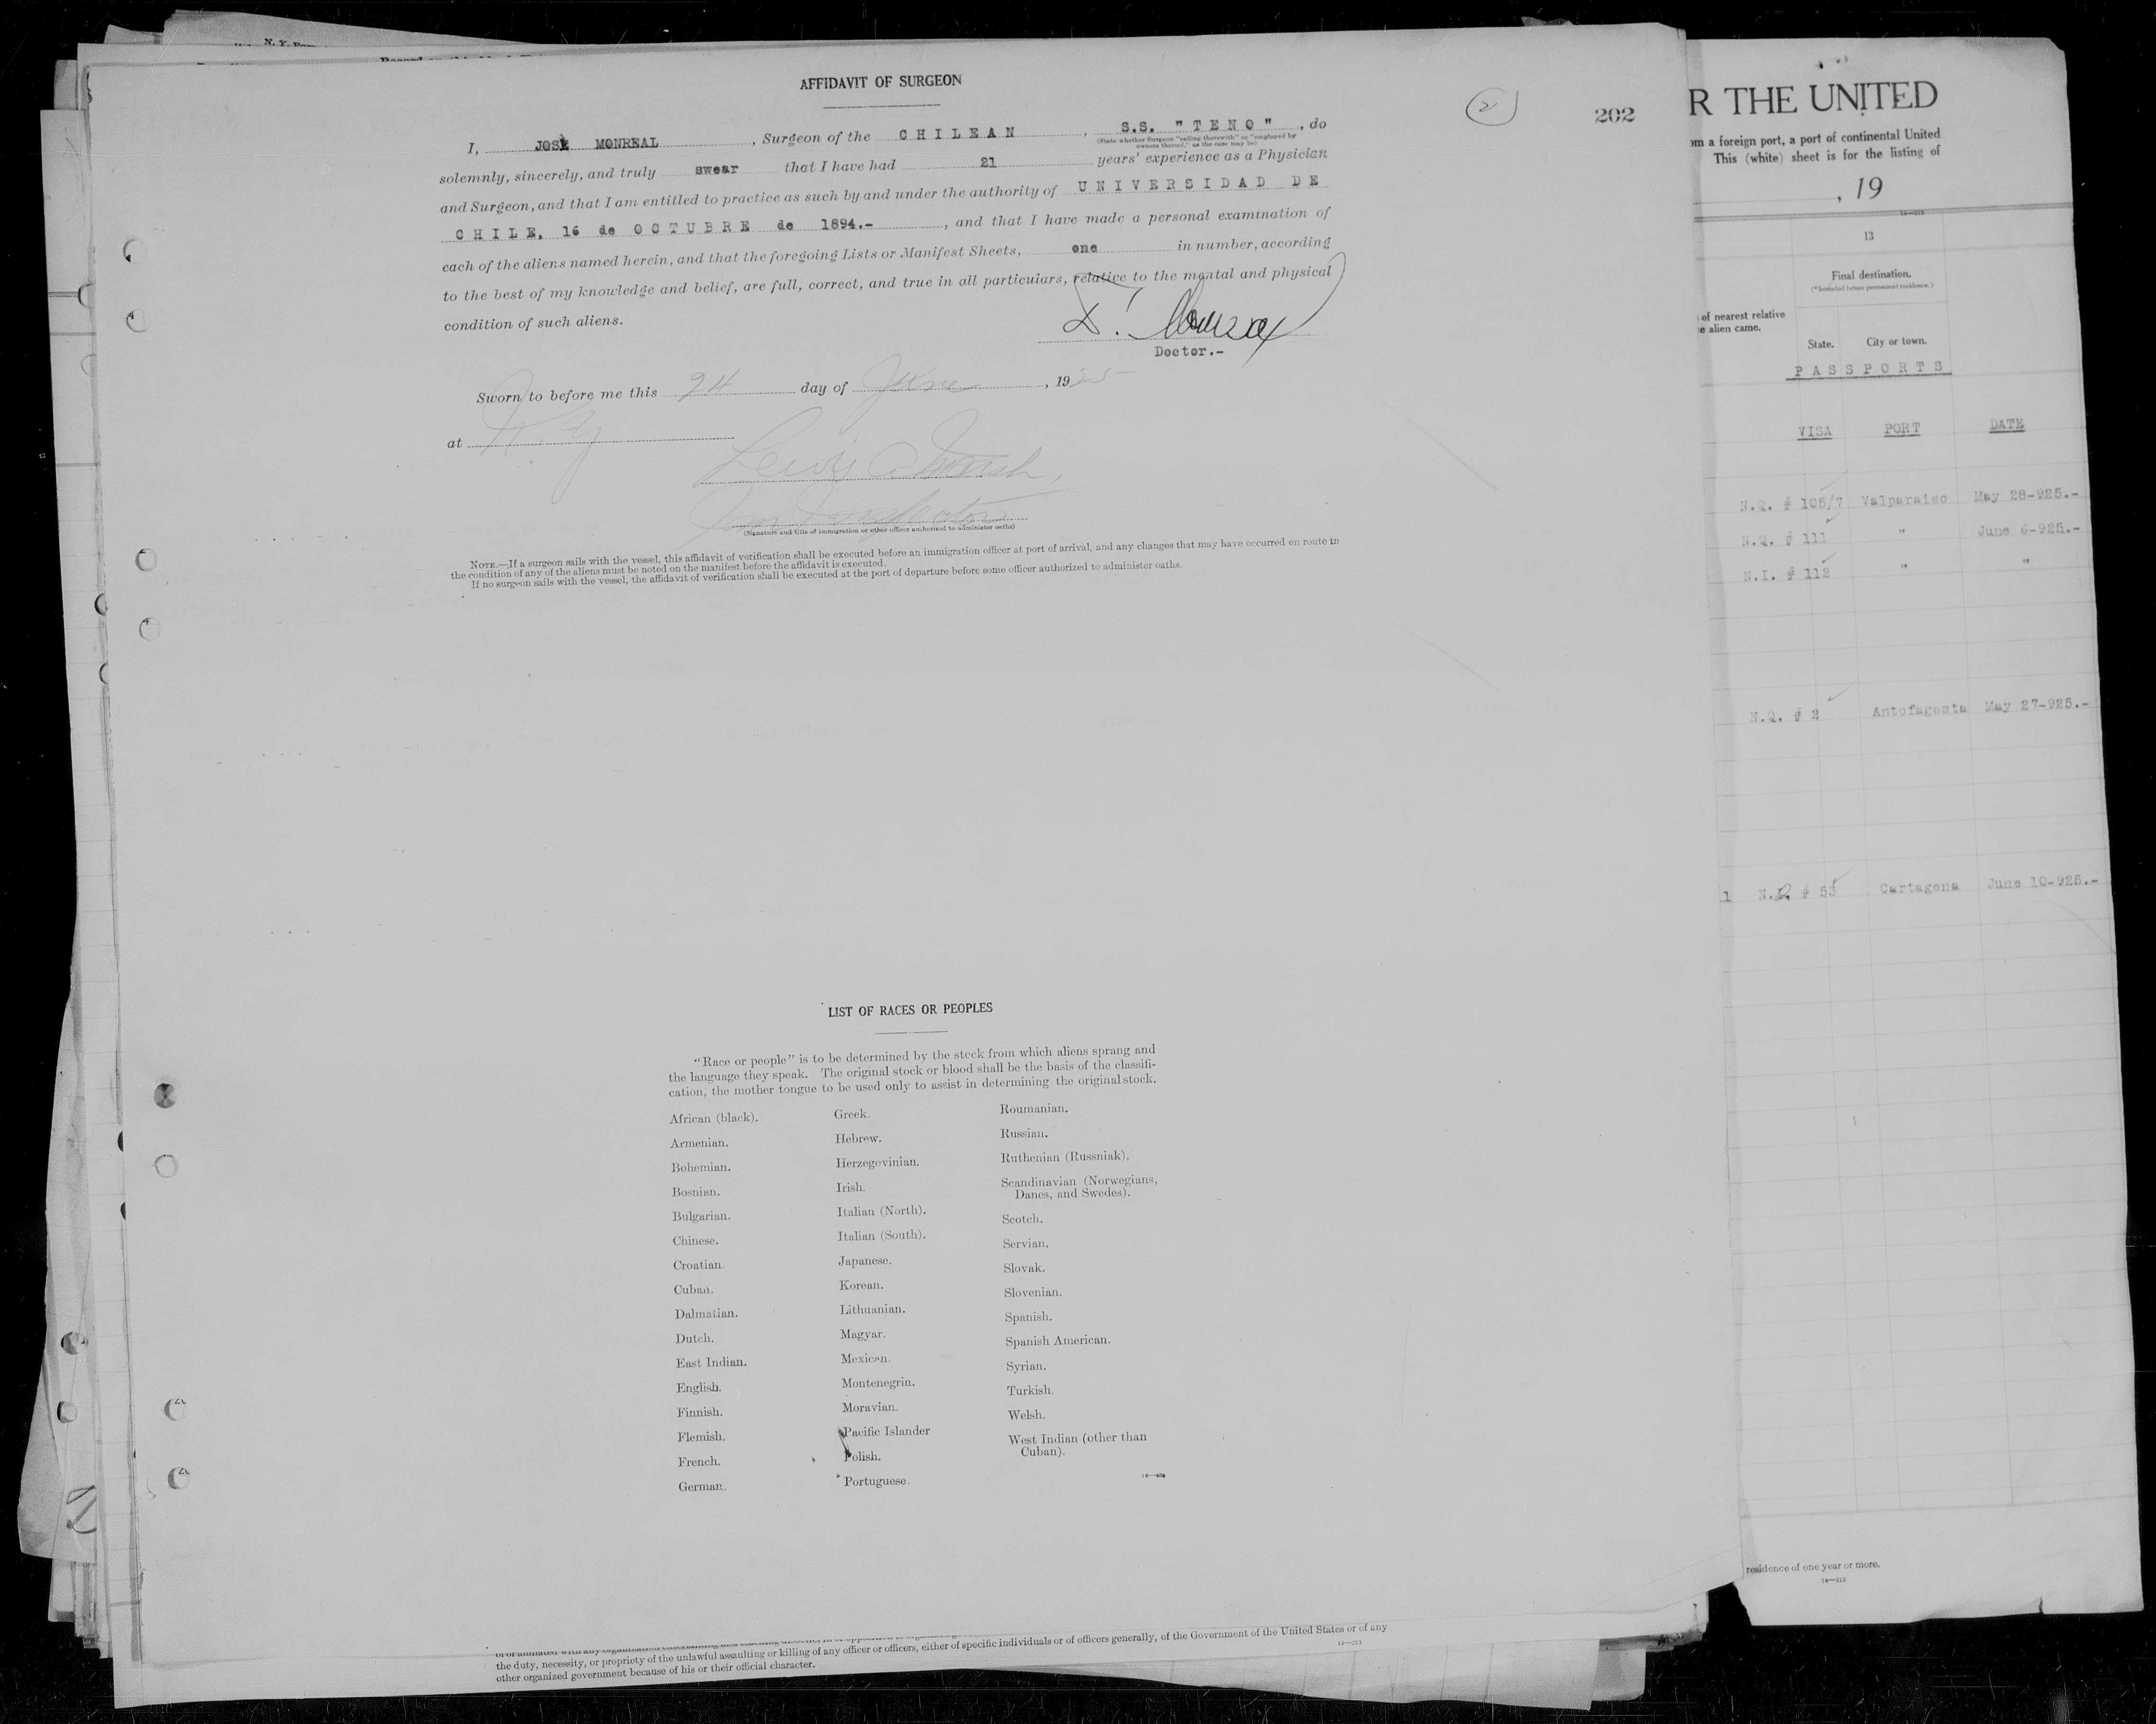 N. Y.
AFFIDAVIT OF SURGEON
2
202
I, JOSÈ MONREAL, Surgeon of the CHILEAN, S.S. "TENO", do
(State whether Surgeon "sailing therewith" or "employed by
owners thereof," as the case may be)
solemnly, sincerely, and truly swear that I have had 21 years' experience as a Physician
and Surgeon, and that I am entitled to practice as such by and under the authority of UNIVERSIDAD DE
CHILE, 16 de OCTUBRE de 1894.-, and that I have made a personal examination of
each of the aliens named herein, and that the foregoing Lists or Manifest Sheets, one in number, according
to the best of my knowledge and belief, are full, correct, and true in all particulars, relative to the mental and physical
condition of such aliens.
Doctor.-
Sworn to before me this 24 day of June, 1925
at N. Y.
Lewis
Inspector
(Signature and title of immigration or other officer authorized to administer oaths)
NOTE.—If a surgeon sails with the vessel, this affidavit of verification shall be executed before an immigration officer at port of arrival, and any changes that may have occurred en route in
the condition of any of the aliens must be noted on the manifest before the affidavit is executed.
If no surgeon sails with the vessel, the affidavit of verification shall be executed at the port of departure before some officer authorized to administer oaths.
LIST OF RACES OR PEOPLES
"Race or people" is to be determined by the stock from which aliens sprang and
the language they speak. The original stock or blood shall be the basis of the classifi-
cation, the mother tongue to be used only to assist in determining the original stock.
African (black).
Armenian.
Bohemian.
Bosnian.
Bulgarian.
Chinese.
Croatian.
Cuban.
Dalmatian.
Dutch.
East Indian.
English.
Finnish.
Flemish.
French.
German.
Greek.
Hebrew.
Herzegovinian.
Irish.
Italian (North).
Italian (South).
Japanese.
Korean.
Lithuanian.
Magyar.
Mexican.
Montenegrin.
Moravian.
Pacific Islander
Polish.
Portuguese.
Roumanian.
Russian.
Ruthenian (Russniak).
Scandinavian (Norwegians,
Danes, and Swedes).
Scotch.
Servian.
Slovak.
Slovenian.
Spanish.
Spanish American.
Syrian.
Turkish.
Welsh.
West Indian (other than
Cuban).
the duty, necessity, or propriety of the unlawful assaulting or killing of any officer or officers, either of specific individuals or of officers generally, of the Government of the United States or of any
other organized government because of his or their official character.
14—213
R THE UNITED
om a foreign port, a port of continental United
This (white) sheet is for the listing of
, 19
14—213
13
Final destination.
(*Intended future permanent residence.)
of nearest relative
e alien came.
State. City or town.
PASSPORTS
VISA PORT DATE
N.Q. # 105/7 Valparaiso May 28-925.-
N.Q. # 111 " June 6-925.-
N.I. # 112 " "
N.Q. # 2 Antofagasta May 27-925.-
1 N.Q. # 53 Cartagena June 10-925.-
residence of one year or more.
14—213